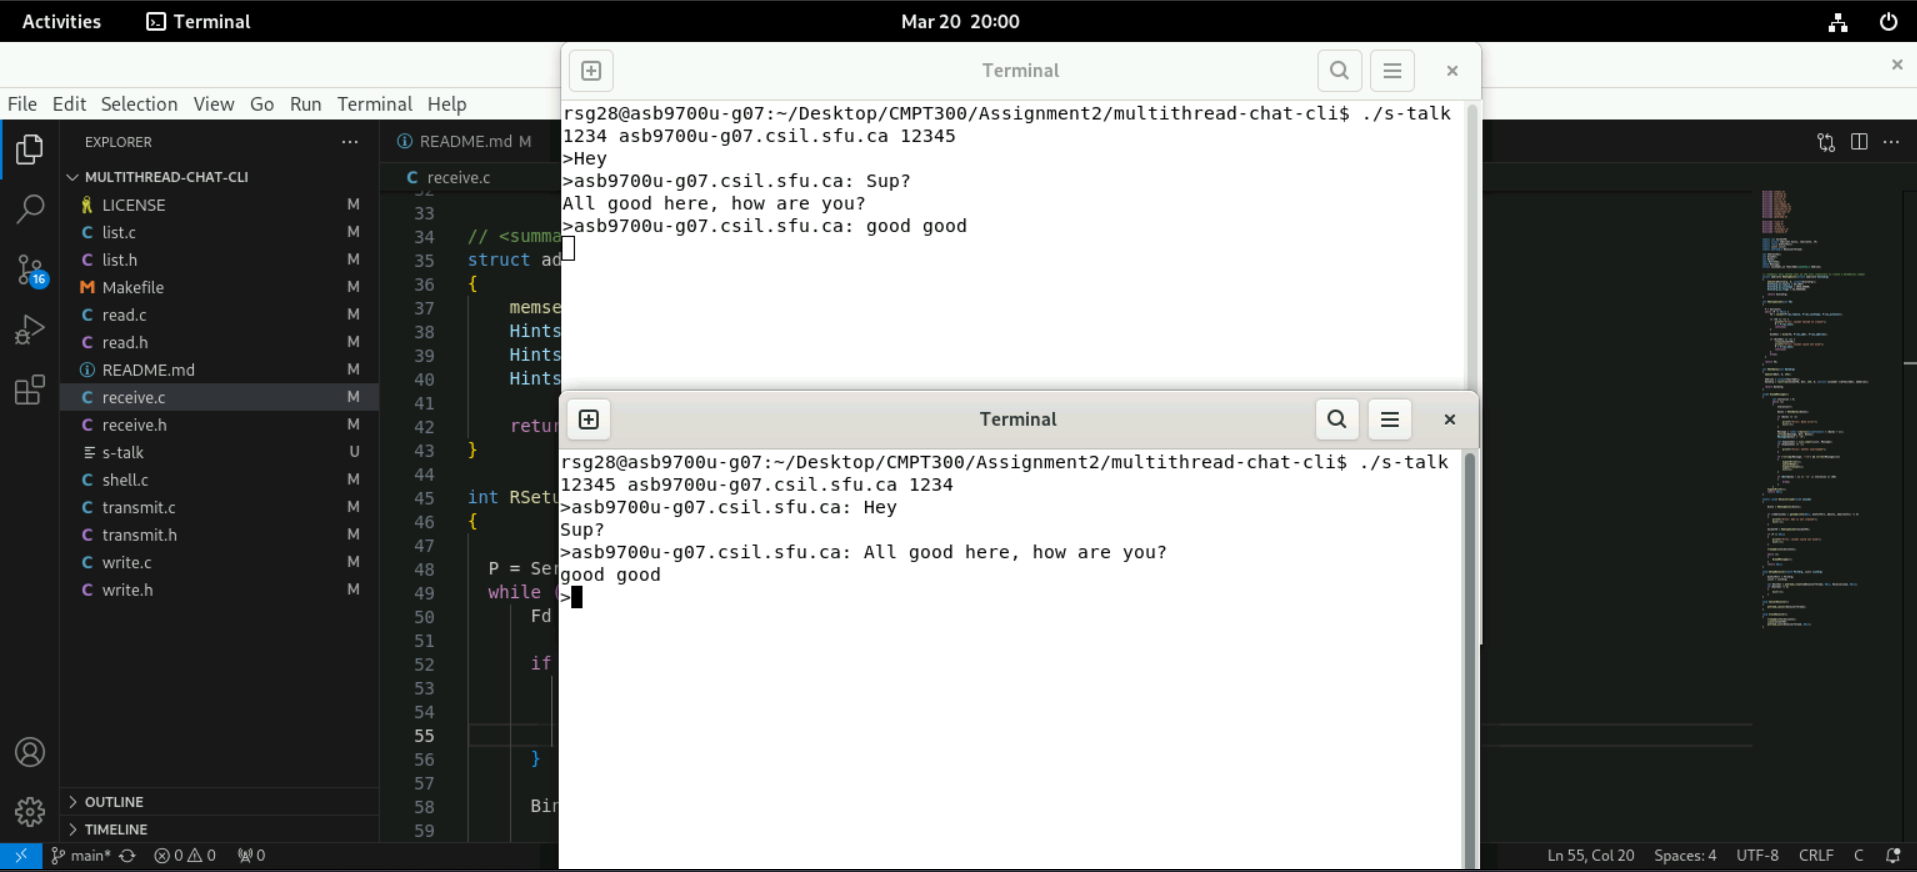 Activities Terminal Mar 20 20:00
Terminal
File Edit Selection View Go Run Terminal Help
rsg28@asb9700u-g07:~/Desktop/CMPT300/Assignment2/multithread-chat-cli$ ./s-talk
1234 asb9700u-g07.csil.sfu.ca 12345
>Hey
>asb9700u-g07.csil.sfu.ca: Sup?
All good here, how are you?
>asb9700u-g07.csil.sfu.ca: good good
Terminal
rsg28@asb9700u-g07:~/Desktop/CMPT300/Assignment2/multithread-chat-cli$ ./s-talk
12345 asb9700u-g07.csil.sfu.ca 1234
>asb9700u-g07.csil.sfu.ca: Hey
Sup?
>asb9700u-g07.csil.sfu.ca: All good here, how are you?
good good
>
EXPLORER ···
MULTITHREAD-CHAT-CLI
LICENSE M
C list.c M
C list.h M
M Makefile M
C read.c M
C read.h M
README.md M
C receive.c M
C receive.h M
s-talk U
C shell.c M
C transmit.c M
C transmit.h M
C write.c M
C write.h M
16
OUTLINE
TIMELINE
README.md M
C receive.c
33
34 // <summa
35 struct ad
36 {
37 memse
38 Hints
39 Hints
40 Hints
41
42 retur
43 }
44
45 int RSetu
46 {
47
48 P = Ser
49 while (
50 Fd
51
52 if
53
54
55
56 }
57
58 Bin
59
main* 0 0 0
Ln 55, Col 20 Spaces: 4 UTF-8 CRLF C